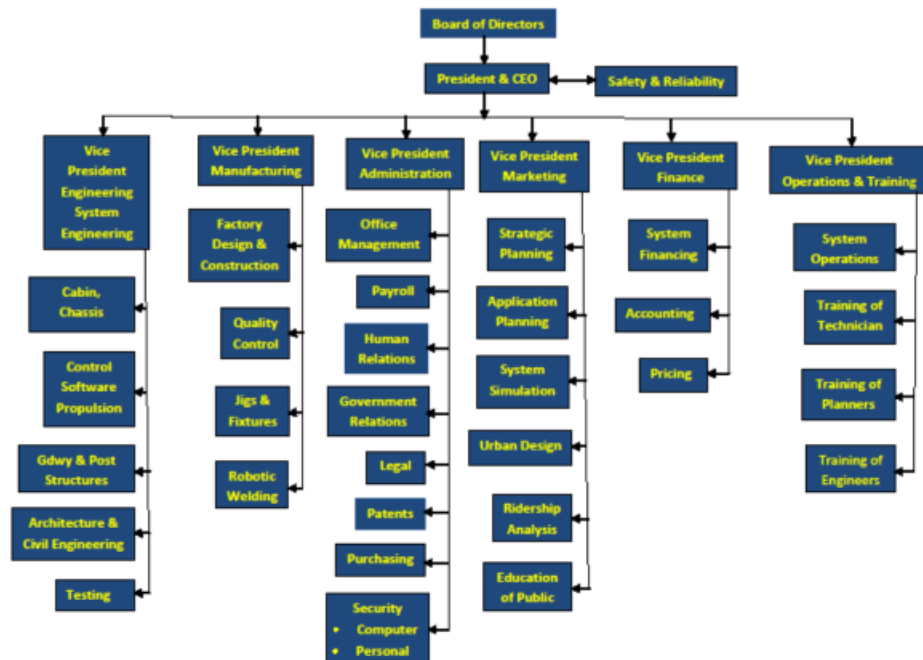 Board of Directors
President & CEO
Safety & Reliability
Vice
President
Engineering
System
Engineering
Cabin,
Chassis
Control
Software
Propulsion
Gdwy & Post
Structures
Architecture &
Civil Engineering
Testing
Vice President
Manufacturing
Factory
Design &
Construction
Quality
Control
Jigs &
Fixtures
Robotic
Welding
Vice President
Administration
Office
Management
Payroll
Human
Relations
Government
Relations
Legal
Patents
Purchasing
Security
• Computer
• Personal
Vice President
Marketing
Strategic
Planning
Application
Planning
System
Simulation
Urban Design
Ridership
Analysis
Education
of Public
Vice President
Finance
System
Financing
Accounting
Pricing
Vice President
Operations & Training
System
Operations
Training of
Technician
Training of
Planners
Training of
Engineers